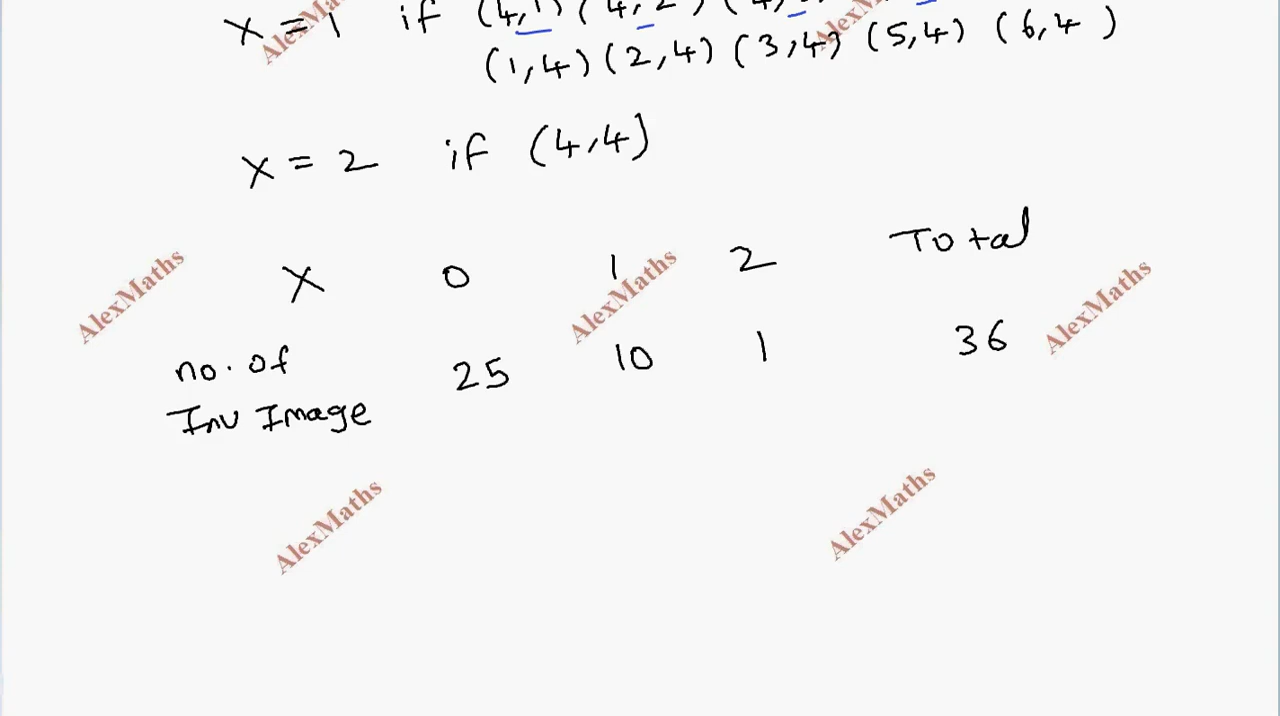 X = 1 if (4,1) (4,2)
(1,4) (2,4) (3,4) (5,4) (6,4)
X = 2 if (4,4)
X 0 1 2 Total
no. of 25 10 1 36
Inv Image
AlexMaths
AlexMaths
AlexMaths
AlexMaths
AlexMaths
AlexMaths
AlexMaths